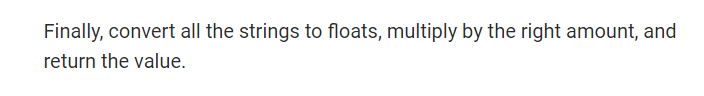 Finally, convert all the strings to floats, multiply by the right amount, and
return the value.